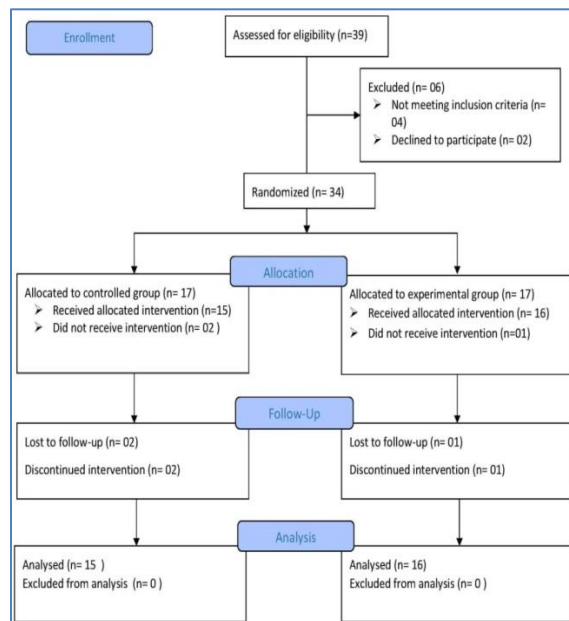 Enrollment
Assessed for eligibility (n=39)
Excluded (n= 06)
➢ Not meeting inclusion criteria (n=
04)
➢ Declined to participate (n= 02)
Randomized (n= 34)
Allocation
Allocated to controlled group (n= 17)
➢ Received allocated intervention (n=15)
➢ Did not receive intervention (n= 02 )
Allocated to experimental group (n= 17)
➢ Received allocated intervention (n= 16)
➢ Did not receive intervention (n=01)
Follow-Up
Lost to follow-up (n= 02)
Discontinued intervention (n= 02)
Lost to follow-up (n= 01)
Discontinued intervention (n= 01)
Analysis
Analysed (n= 15 )
Excluded from analysis (n= 0 )
Analysed (n= 16)
Excluded from analysis (n= 0 )